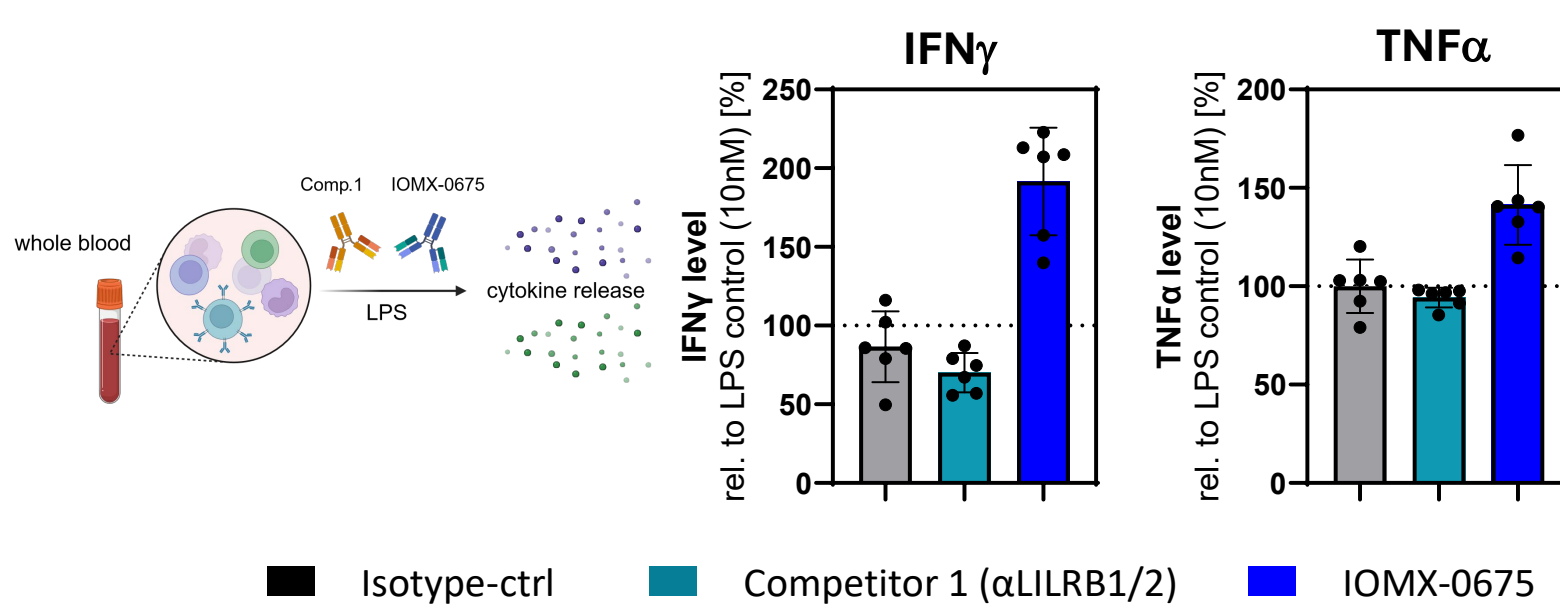 whole blood
Comp.1
IOMX-0675
LPS
cytokine release
IFNγ
IFNγ level
rel. to LPS control (10nM) [%]
250
200
150
100
50
0
TNFα
TNFα level
rel. to LPS control (10nM) [%]
200
150
100
50
0
Isotype-ctrl
Competitor 1 (αLILRB1/2)
IOMX-0675